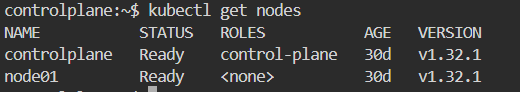 controlplane:~$ kubectl get nodes
NAME STATUS ROLES AGE VERSION
controlplane Ready control-plane 30d v1.32.1
node01 Ready <none> 30d v1.32.1